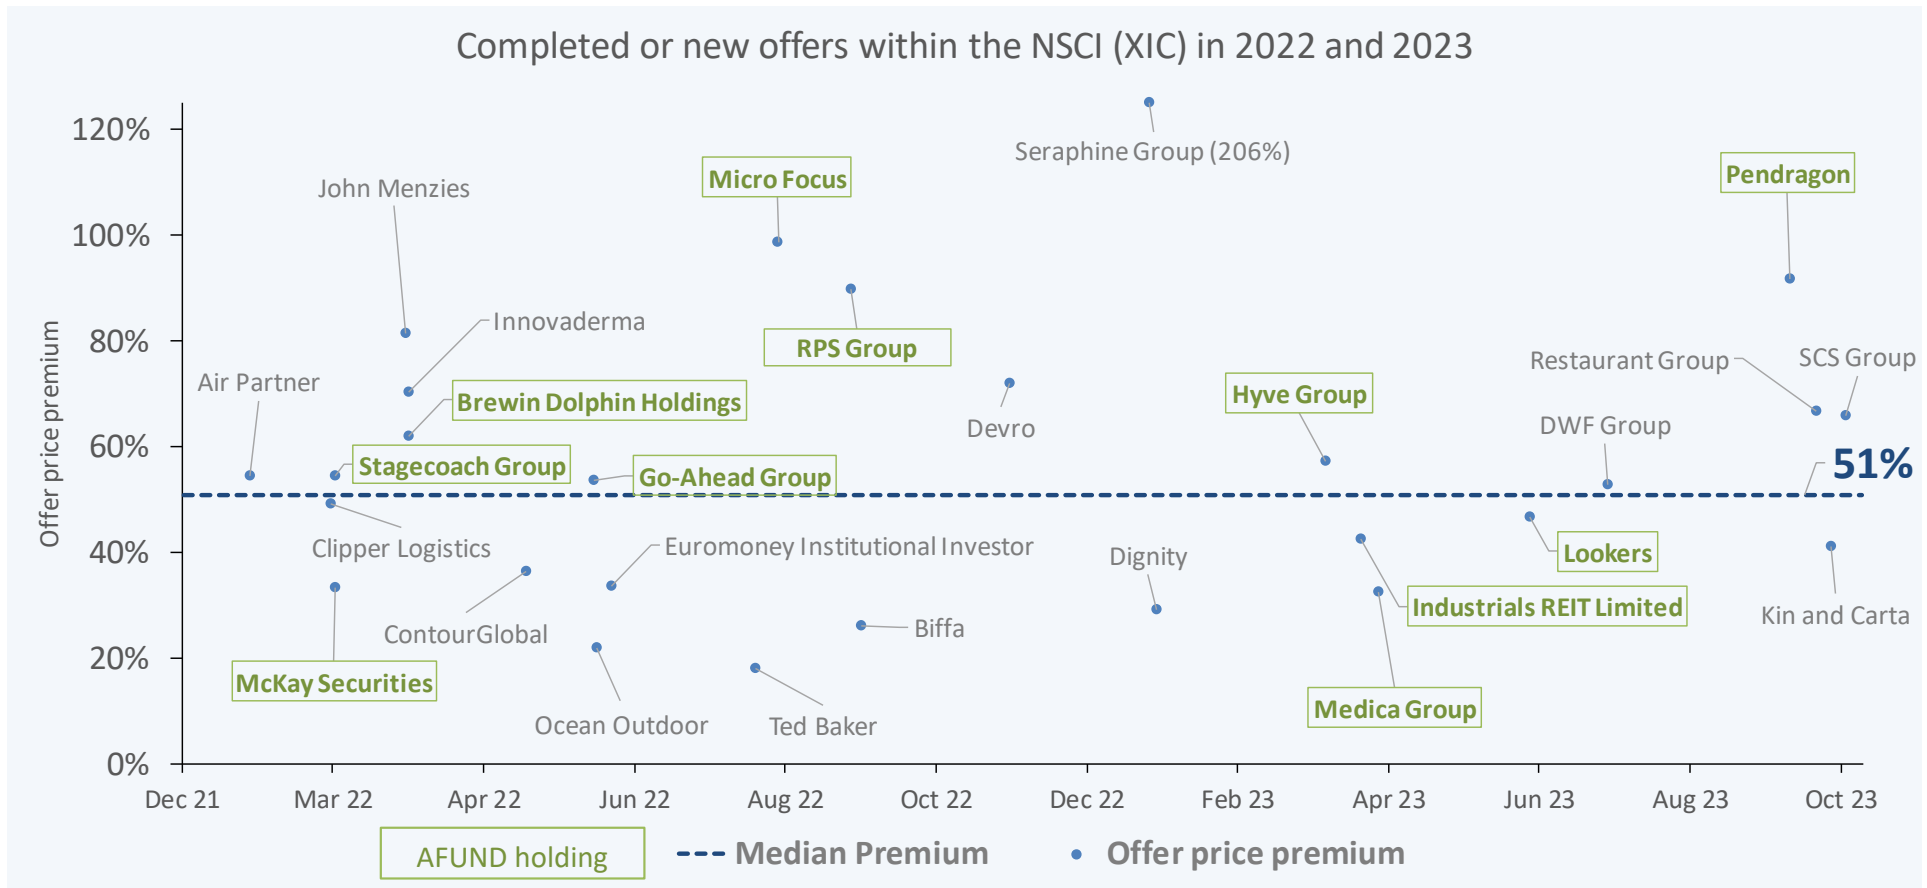 Completed or new offers within the NSCI (XIC) in 2022 and 2023
Offer price premium
120%
100%
80%
60%
40%
20%
0%
Seraphine Group (206%)
Micro Focus
Pendragon
John Menzies
Innovaderma
RPS Group
Restaurant Group
SCS Group
Air Partner
Brewin Dolphin Holdings
Hyve Group
Devro
DWF Group
Stagecoach Group
Go-Ahead Group
51%
Clipper Logistics
Euromoney Institutional Investor
Dignity
Lookers
ContourGlobal
Biffa
Industrials REIT Limited
Kin and Carta
McKay Securities
Ocean Outdoor
Ted Baker
Medica Group
Dec 21
Mar 22
Apr 22
Jun 22
Aug 22
Oct 22
Dec 22
Feb 23
Apr 23
Jun 23
Aug 23
Oct 23
AFUND holding
Median Premium
Offer price premium